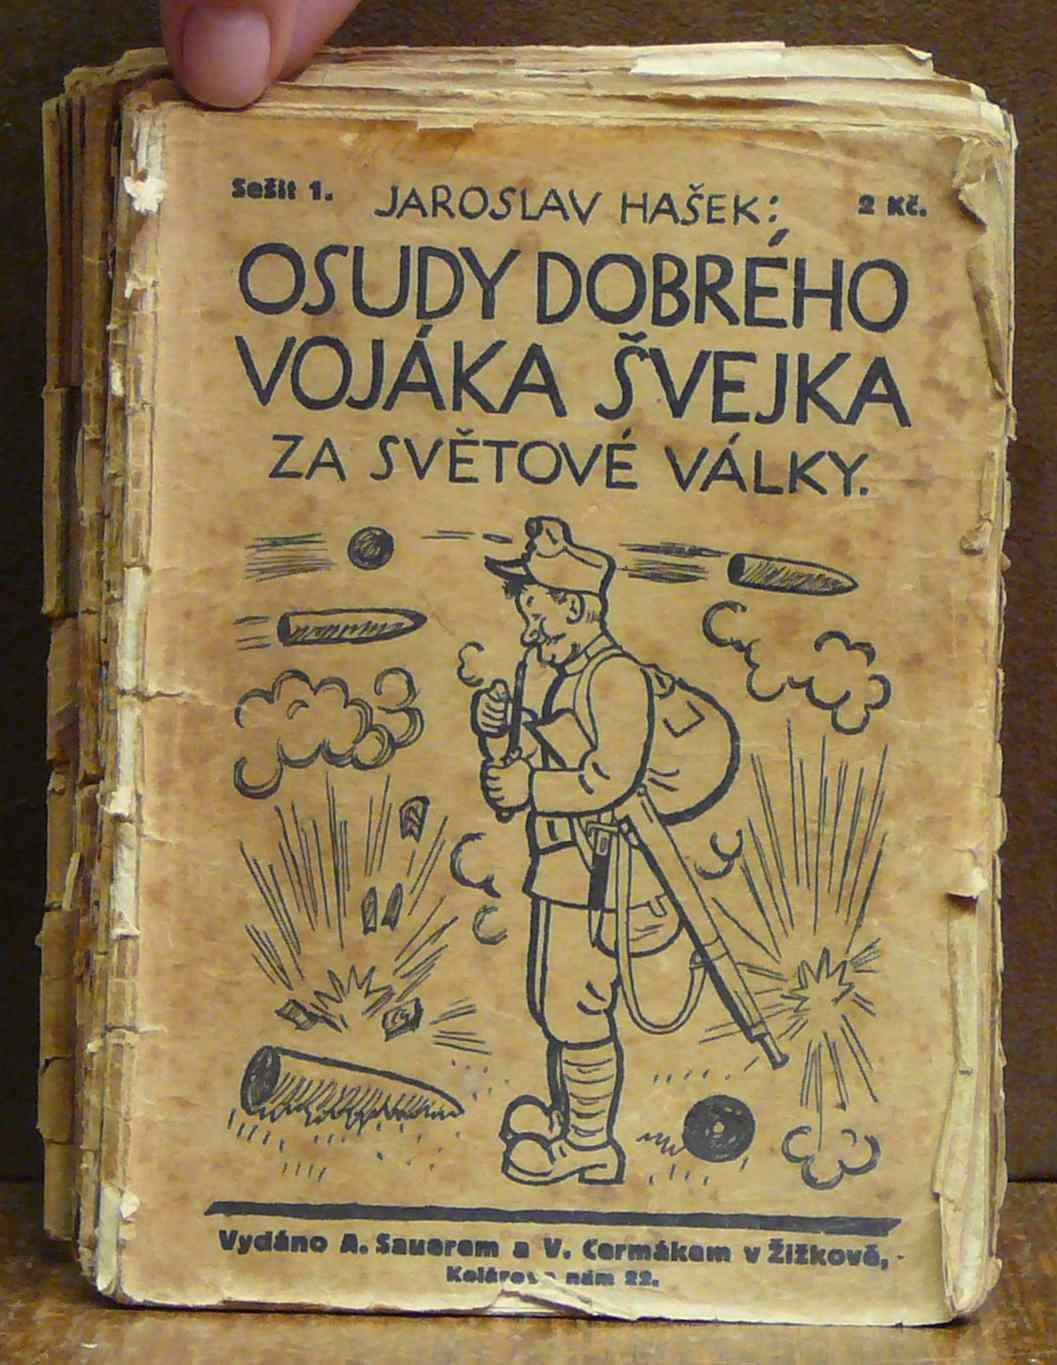 Sešit 1.
JAROSLAV HAŠEK:
2 Kč.
OSUDY DOBRÉHO
VOJÁKA ŠVEJKA
ZA SVĚTOVÉ VÁLKY.
Vydáno A. Sauerem a V. Čermákem v Žižkově,
nám 22.